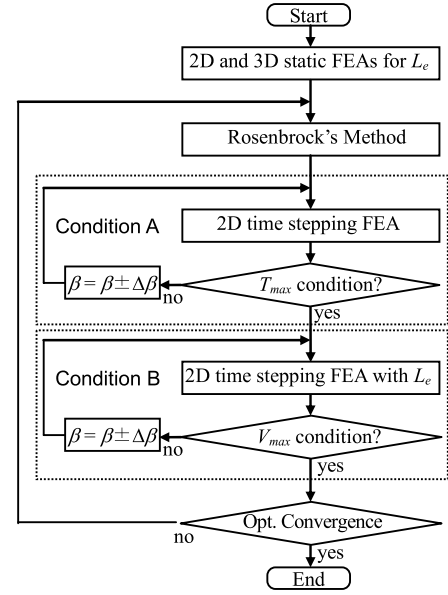 Start
2D and 3D static FEAs for Le
Rosenbrock's Method
Condition A
2D time stepping FEA
Tmax condition?
β = β ± Δβ
no
yes
Condition B
2D time stepping FEA with Le
Vmax condition?
β = β ± Δβ
no
yes
Opt. Convergence
no
yes
End